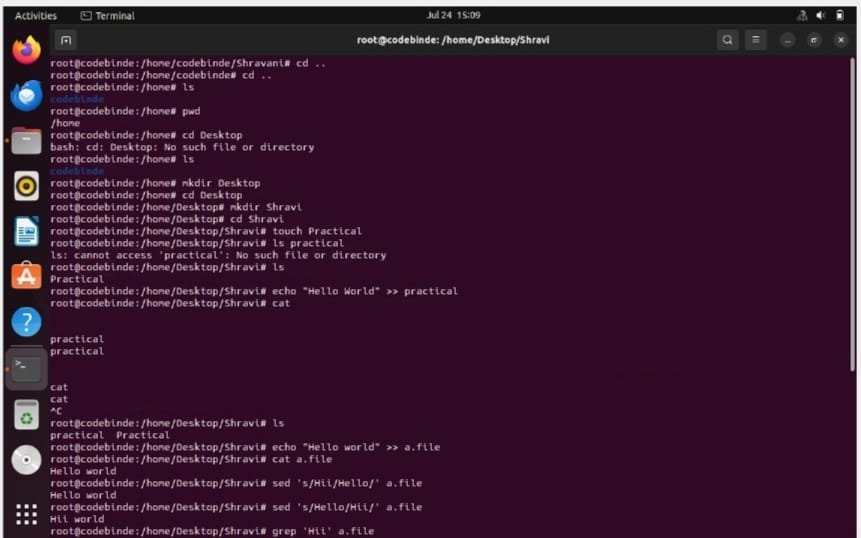 Activities Terminal Jul 24 15:09
root@codebinde: /home/Desktop/Shravi
root@codebinde:/home/codebinde/Shravani# cd ..
root@codebinde:/home/codebinde# cd ..
root@codebinde:/home# ls
codebinde
root@codebinde:/home# pwd
/home
root@codebinde:/home# cd Desktop
bash: cd: Desktop: No such file or directory
root@codebinde:/home# ls
codebinde
root@codebinde:/home# mkdir Desktop
root@codebinde:/home# cd Desktop
root@codebinde:/home/Desktop# mkdir Shravi
root@codebinde:/home/Desktop# cd Shravi
root@codebinde:/home/Desktop/Shravi# touch Practical
root@codebinde:/home/Desktop/Shravi# ls practical
ls: cannot access 'practical': No such file or directory
root@codebinde:/home/Desktop/Shravi# ls
Practical
root@codebinde:/home/Desktop/Shravi# echo "Hello World" >> practical
root@codebinde:/home/Desktop/Shravi# cat
practical
practical
cat
cat
^C
root@codebinde:/home/Desktop/Shravi# ls
practical  Practical
root@codebinde:/home/Desktop/Shravi# echo "Hello world" >> a.file
root@codebinde:/home/Desktop/Shravi# cat a.file
Hello world
root@codebinde:/home/Desktop/Shravi# sed 's/Hii/Hello/' a.file
Hello world
root@codebinde:/home/Desktop/Shravi# sed 's/Hello/Hii/' a.file
Hii world
root@codebinde:/home/Desktop/Shravi# grep 'Hii' a.file